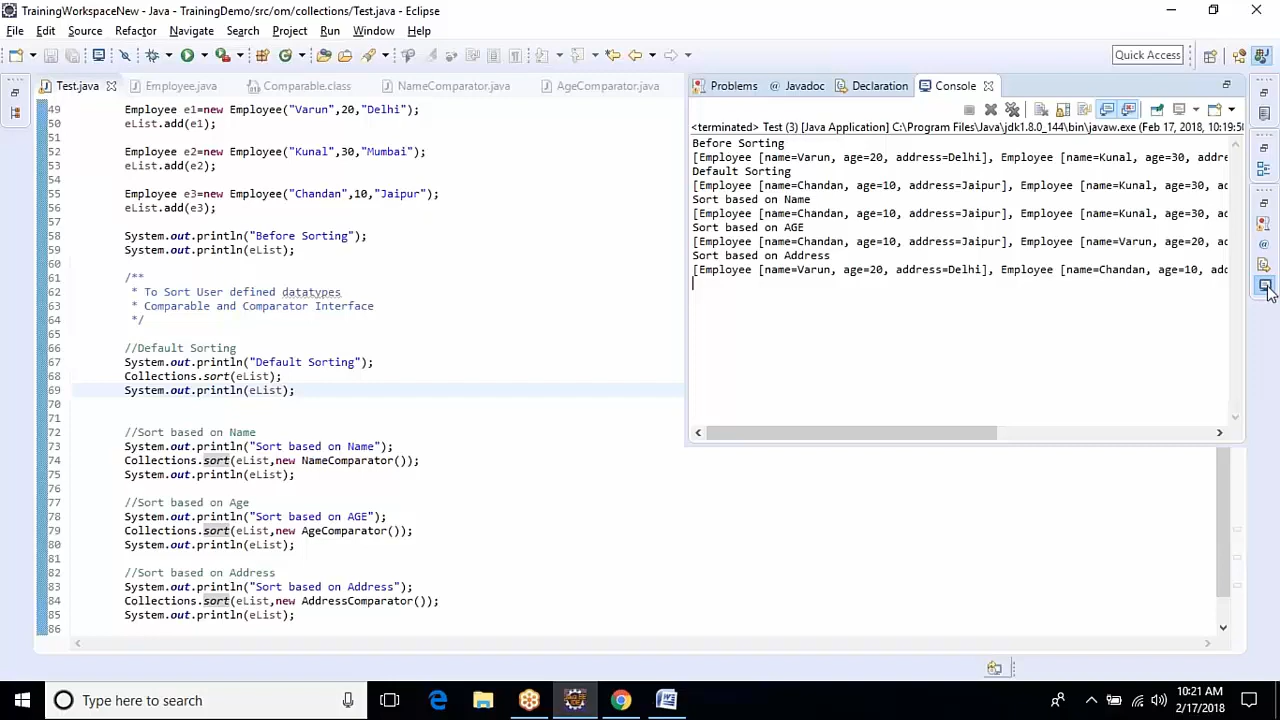 TrainingWorkspaceNew - Java - TrainingDemo/src/om/collections/Test.java - Eclipse
File Edit Source Refactor Navigate Search Project Run Window Help
Quick Access
Test.java Employee.java Comparable.class NameComparator.java AgeComparator.java
49 Employee e1=new Employee("Varun",20,"Delhi");
50 eList.add(e1);
51
52 Employee e2=new Employee("Kunal",30,"Mumbai");
53 eList.add(e2);
54
55 Employee e3=new Employee("Chandan",10,"Jaipur");
56 eList.add(e3);
57
58 System.out.println("Before Sorting");
59 System.out.println(eList);
60
61 /**
62 * To Sort User defined datatypes
63 * Comparable and Comparator Interface
64 */
65
66 //Default Sorting
67 System.out.println("Default Sorting");
68 Collections.sort(eList);
69 System.out.println(eList);
70
71
72 //Sort based on Name
73 System.out.println("Sort based on Name");
74 Collections.sort(eList,new NameComparator());
75 System.out.println(eList);
76
77 //Sort based on Age
78 System.out.println("Sort based on AGE");
79 Collections.sort(eList,new AgeComparator());
80 System.out.println(eList);
81
82 //Sort based on Address
83 System.out.println("Sort based on Address");
84 Collections.sort(eList,new AddressComparator());
85 System.out.println(eList);
86
Problems Javadoc Declaration Console
<terminated> Test (3) [Java Application] C:\Program Files\Java\jdk1.8.0_144\bin\javaw.exe (Feb 17, 2018, 10:19:50
Before Sorting
[Employee [name=Varun, age=20, address=Delhi], Employee [name=Kunal, age=30, addre
Default Sorting
[Employee [name=Chandan, age=10, address=Jaipur], Employee [name=Kunal, age=30, ad
Sort based on Name
[Employee [name=Chandan, age=10, address=Jaipur], Employee [name=Kunal, age=30, ad
Sort based on AGE
[Employee [name=Chandan, age=10, address=Jaipur], Employee [name=Varun, age=20, ad
Sort based on Address
[Employee [name=Varun, age=20, address=Delhi], Employee [name=Chandan, age=10, add
Type here to search
10:21 AM
2/17/2018